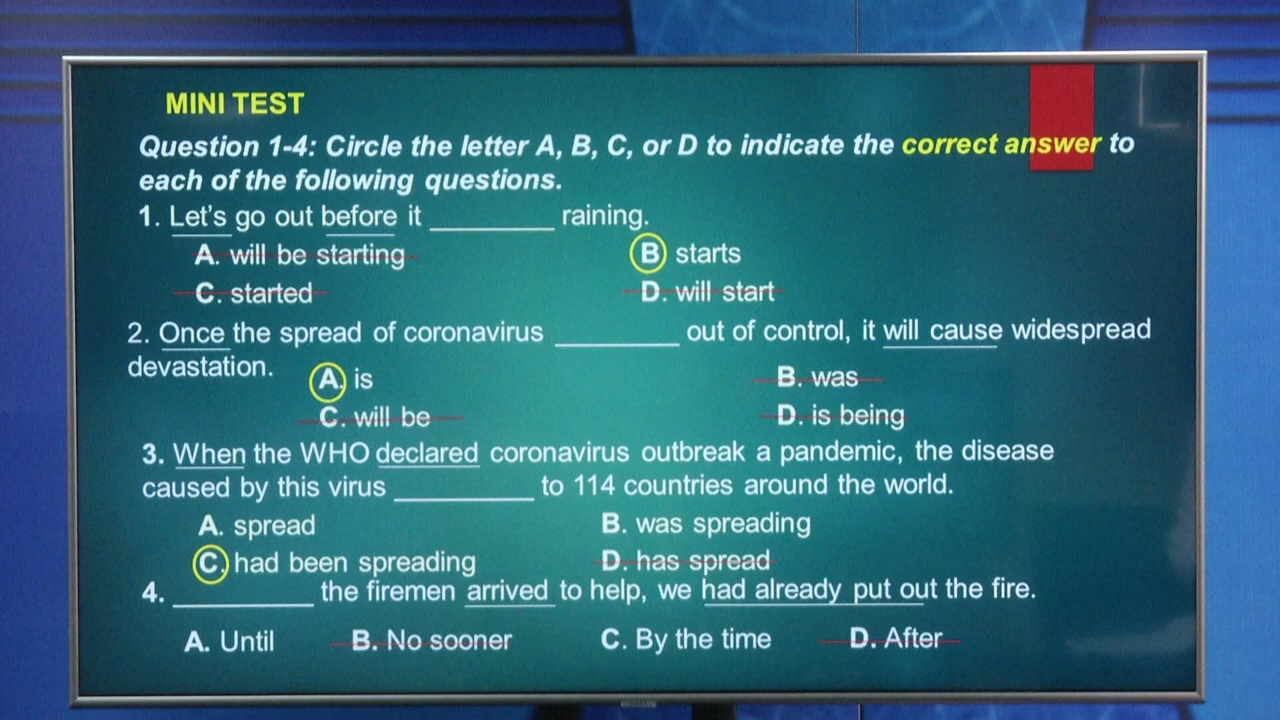 MINI TEST
Question 1-4: Circle the letter A, B, C, or D to indicate the correct answer to
each of the following questions.
1. Let's go out before it ________ raining.
A. will be starting B starts
C. started D. will start
2. Once the spread of coronavirus ________ out of control, it will cause widespread
devastation.
A. is B. was
C. will be D. is being
3. When the WHO declared coronavirus outbreak a pandemic, the disease
caused by this virus _________ to 114 countries around the world.
A. spread B. was spreading
C. had been spreading D. has spread
4. _________ the firemen arrived to help, we had already put out the fire.
A. Until B. No sooner C. By the time D. After